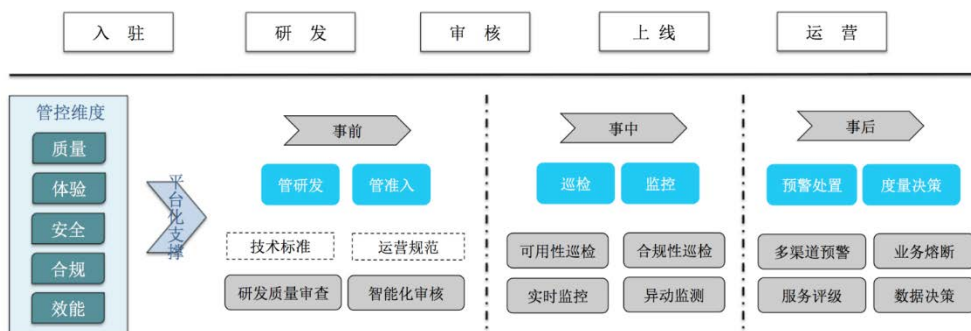 入 驻
研 发
审 核
上 线
运 营
管控维度
质量
体验
安全
合规
效能
平台化支撑
事前
管研发
管准入
技术标准
运营规范
研发质量审查
智能化审核
事中
巡检
监控
可用性巡检
合规性巡检
实时监控
异动监测
事后
预警处置
度量决策
多渠道预警
业务熔断
服务评级
数据决策